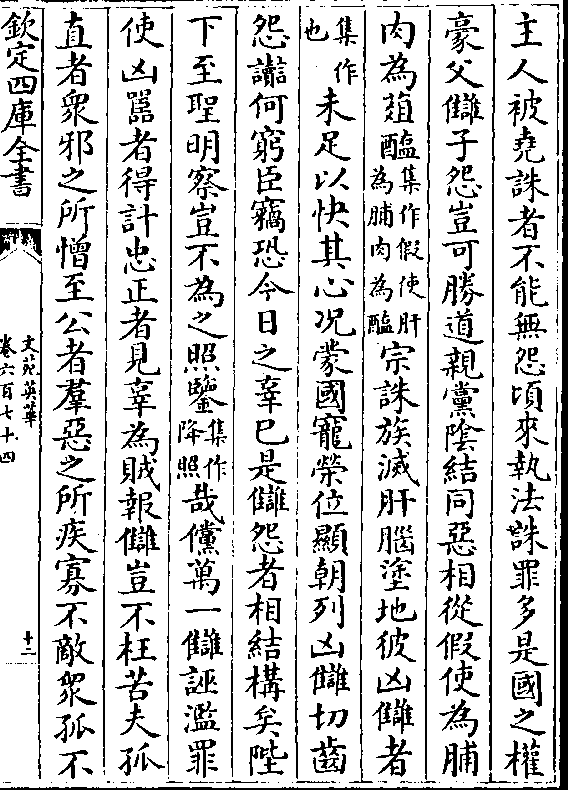 主人被堯誅者不能無怨頃來執法誅罪多是國之權
豪父讎子怨豈可勝道親黨陰結同惡相從假使為脯
肉為葅醢集作假使肝為脯肉為醢宗誅族滅肝腦塗地彼凶讎者
集作也未足以快其心况蒙國寵榮位顯朝列凶讎切齒
怨讟何窮臣竊恐今日之辜已是讎怨者相結構矣陛
下至聖明察豈不為之照鑒集作降照哉儻萬一讎誣濫罪
使凶嚚者得計忠正者見辜為賊報讎豈不枉苦夫孤
直者衆邪之所憎至公者羣惡之所疾寡不敵衆孤不
欽定四庫全書
文苑英華
卷六百七十四
十二